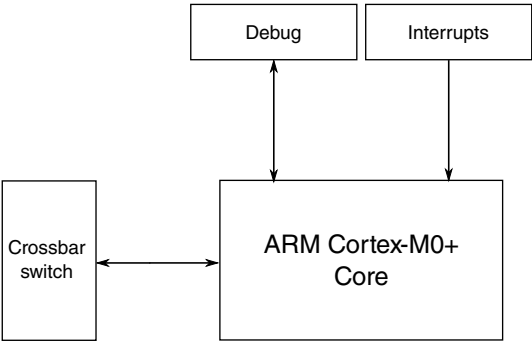 Debug
Interrupts
Crossbar
switch
ARM Cortex-M0+
Core